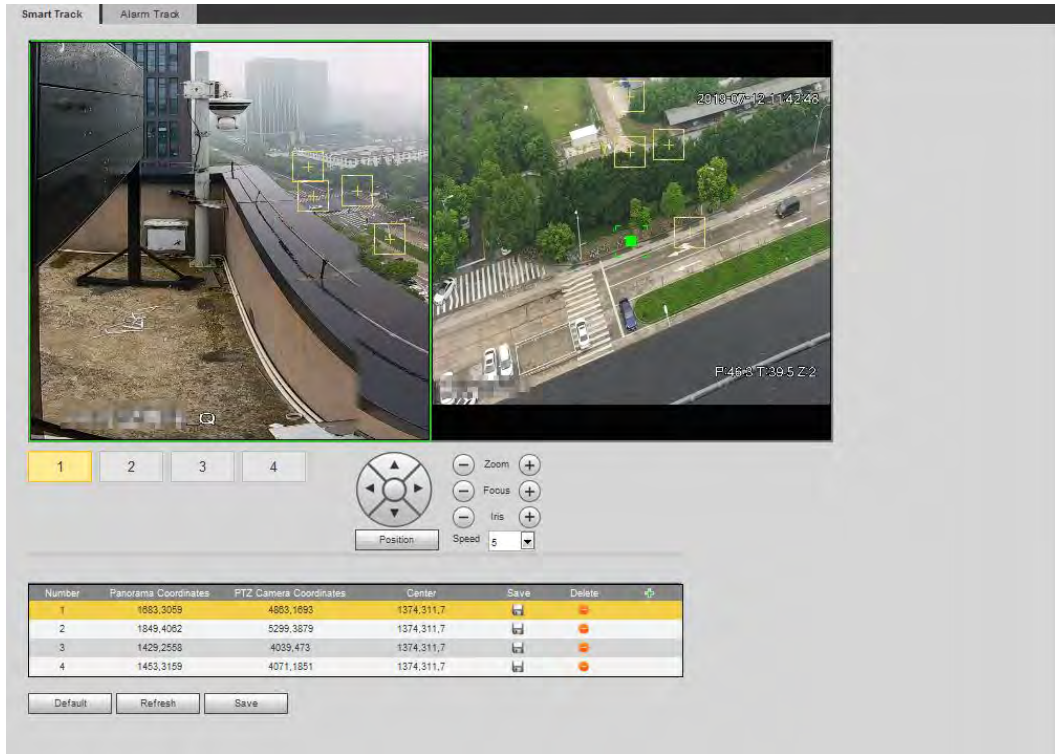 Smart Track Alarm Track
2019-07-12 11:42:48
P:46.3 T:39.5 Z:2
1 2 3 4
Zoom
Focus
Iris
Position Speed 5
Number Panorama Coordinates PTZ Camera Coordinates Center Save Delete
1 1683,3059 4863,1693 1374,311,7
2 1849,4062 5299,3879 1374,311,7
3 1429,2558 4039,473 1374,311,7
4 1453,3159 4071,1851 1374,311,7
Default Refresh Save